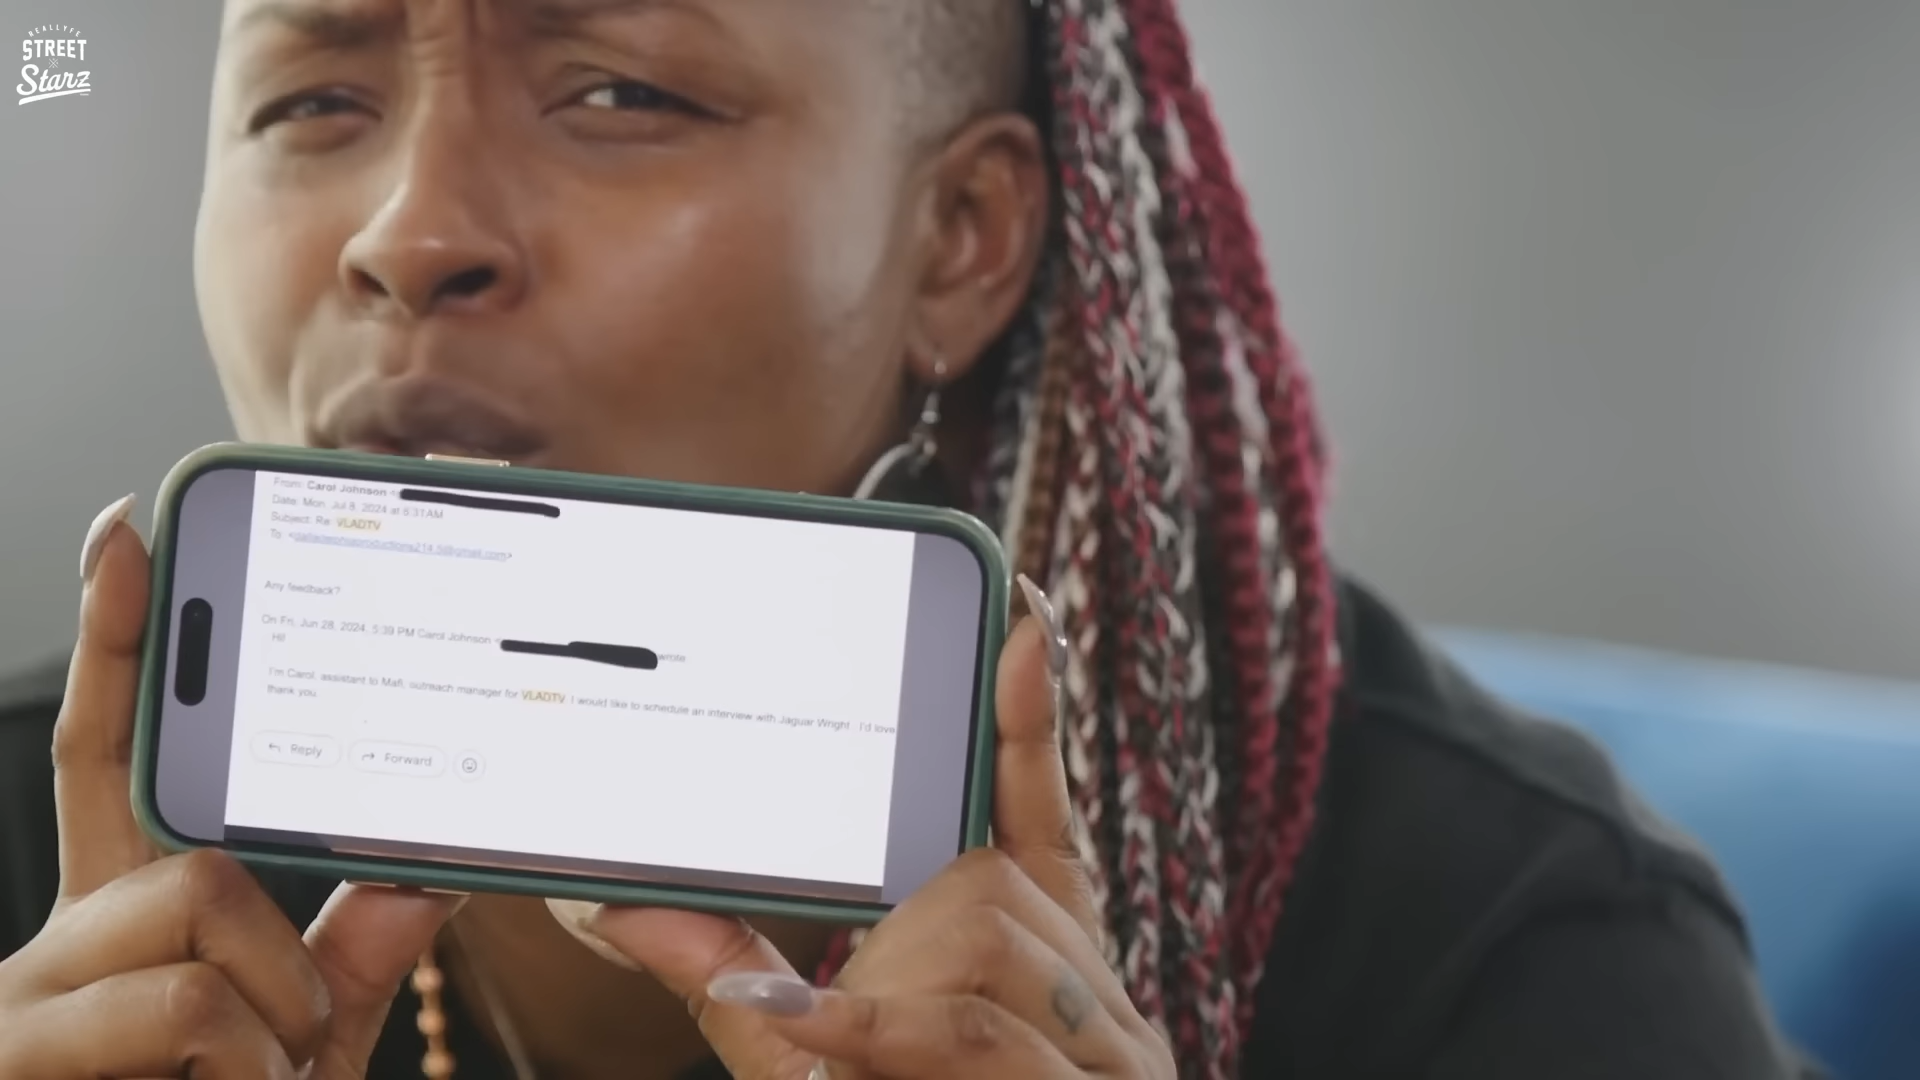 REALLYFE
STREET
Starz
From: Carol Johnson <
Date: Mon, Jul 8, 2024 at 8:31 AM
Subject: Re: VLADTV
To:
Any feedback?
On Fri, Jun 28, 2024, 5:39 PM Carol Johnson < wrote:
Hi!
I'm Carol, assistant to Mafi, outreach manager for VLADTV. I would like to schedule an interview with Jaguar Wright . I'd love
thank you.
Reply Forward